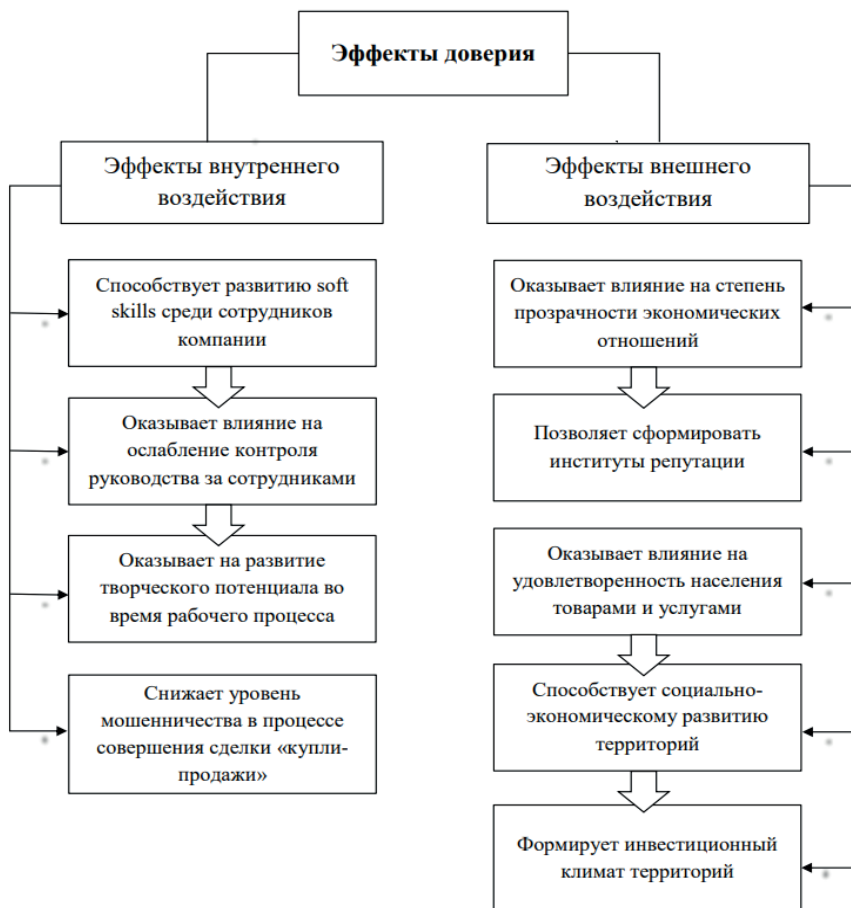 Эффекты доверия
Эффекты внутреннего
воздействия
Способствует развитию soft
skills среди сотрудников
компании
Оказывает влияние на
ослабление контроля
руководства за сотрудниками
Оказывает на развитие
творческого потенциала во
время рабочего процесса
Снижает уровень
мошенничества в процессе
совершения сделки «купли-
продажи»
Эффекты внешнего
воздействия
Оказывает влияние на степень
прозрачности экономических
отношений
Позволяет сформировать
институты репутации
Оказывает влияние на
удовлетворенность населения
товарами и услугами
Способствует социально-
экономическому развитию
территорий
Формирует инвестиционный
климат территорий